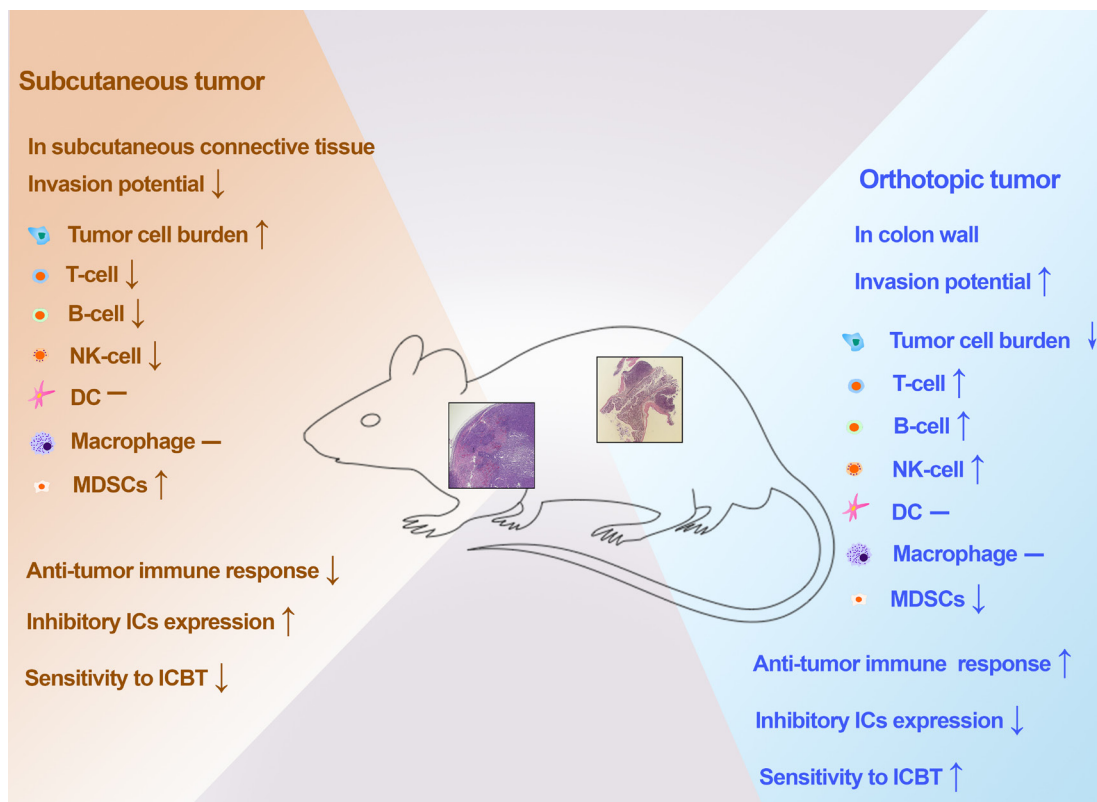 Subcutaneous tumor
In subcutaneous connective tissue
Invasion potential ↓
Tumor cell burden ↑
T-cell ↓
B-cell ↓
NK-cell ↓
DC —
Macrophage —
MDSCs ↑
Anti-tumor immune response ↓
Inhibitory ICs expression ↑
Sensitivity to ICBT ↓
Orthotopic tumor
In colon wall
Invasion potential ↑
Tumor cell burden ↓
T-cell ↑
B-cell ↑
NK-cell ↑
DC —
Macrophage —
MDSCs ↓
Anti-tumor immune response ↑
Inhibitory ICs expression ↓
Sensitivity to ICBT ↑